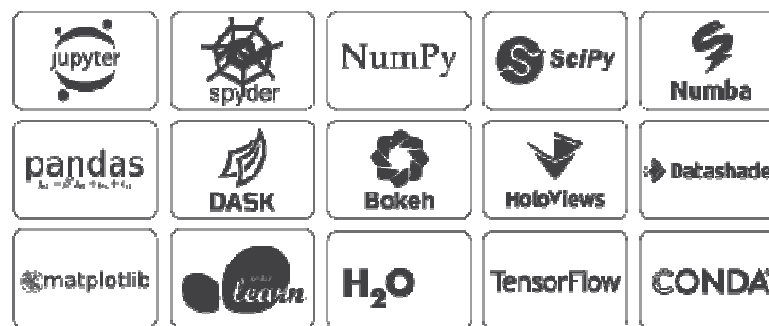 jupyter
spyder
NumPy
SciPy
Numba
pandas
DASK
Bokeh
HoloViews
Datashade
matplotlib
learn
H₂O
TensorFlow
CONDA